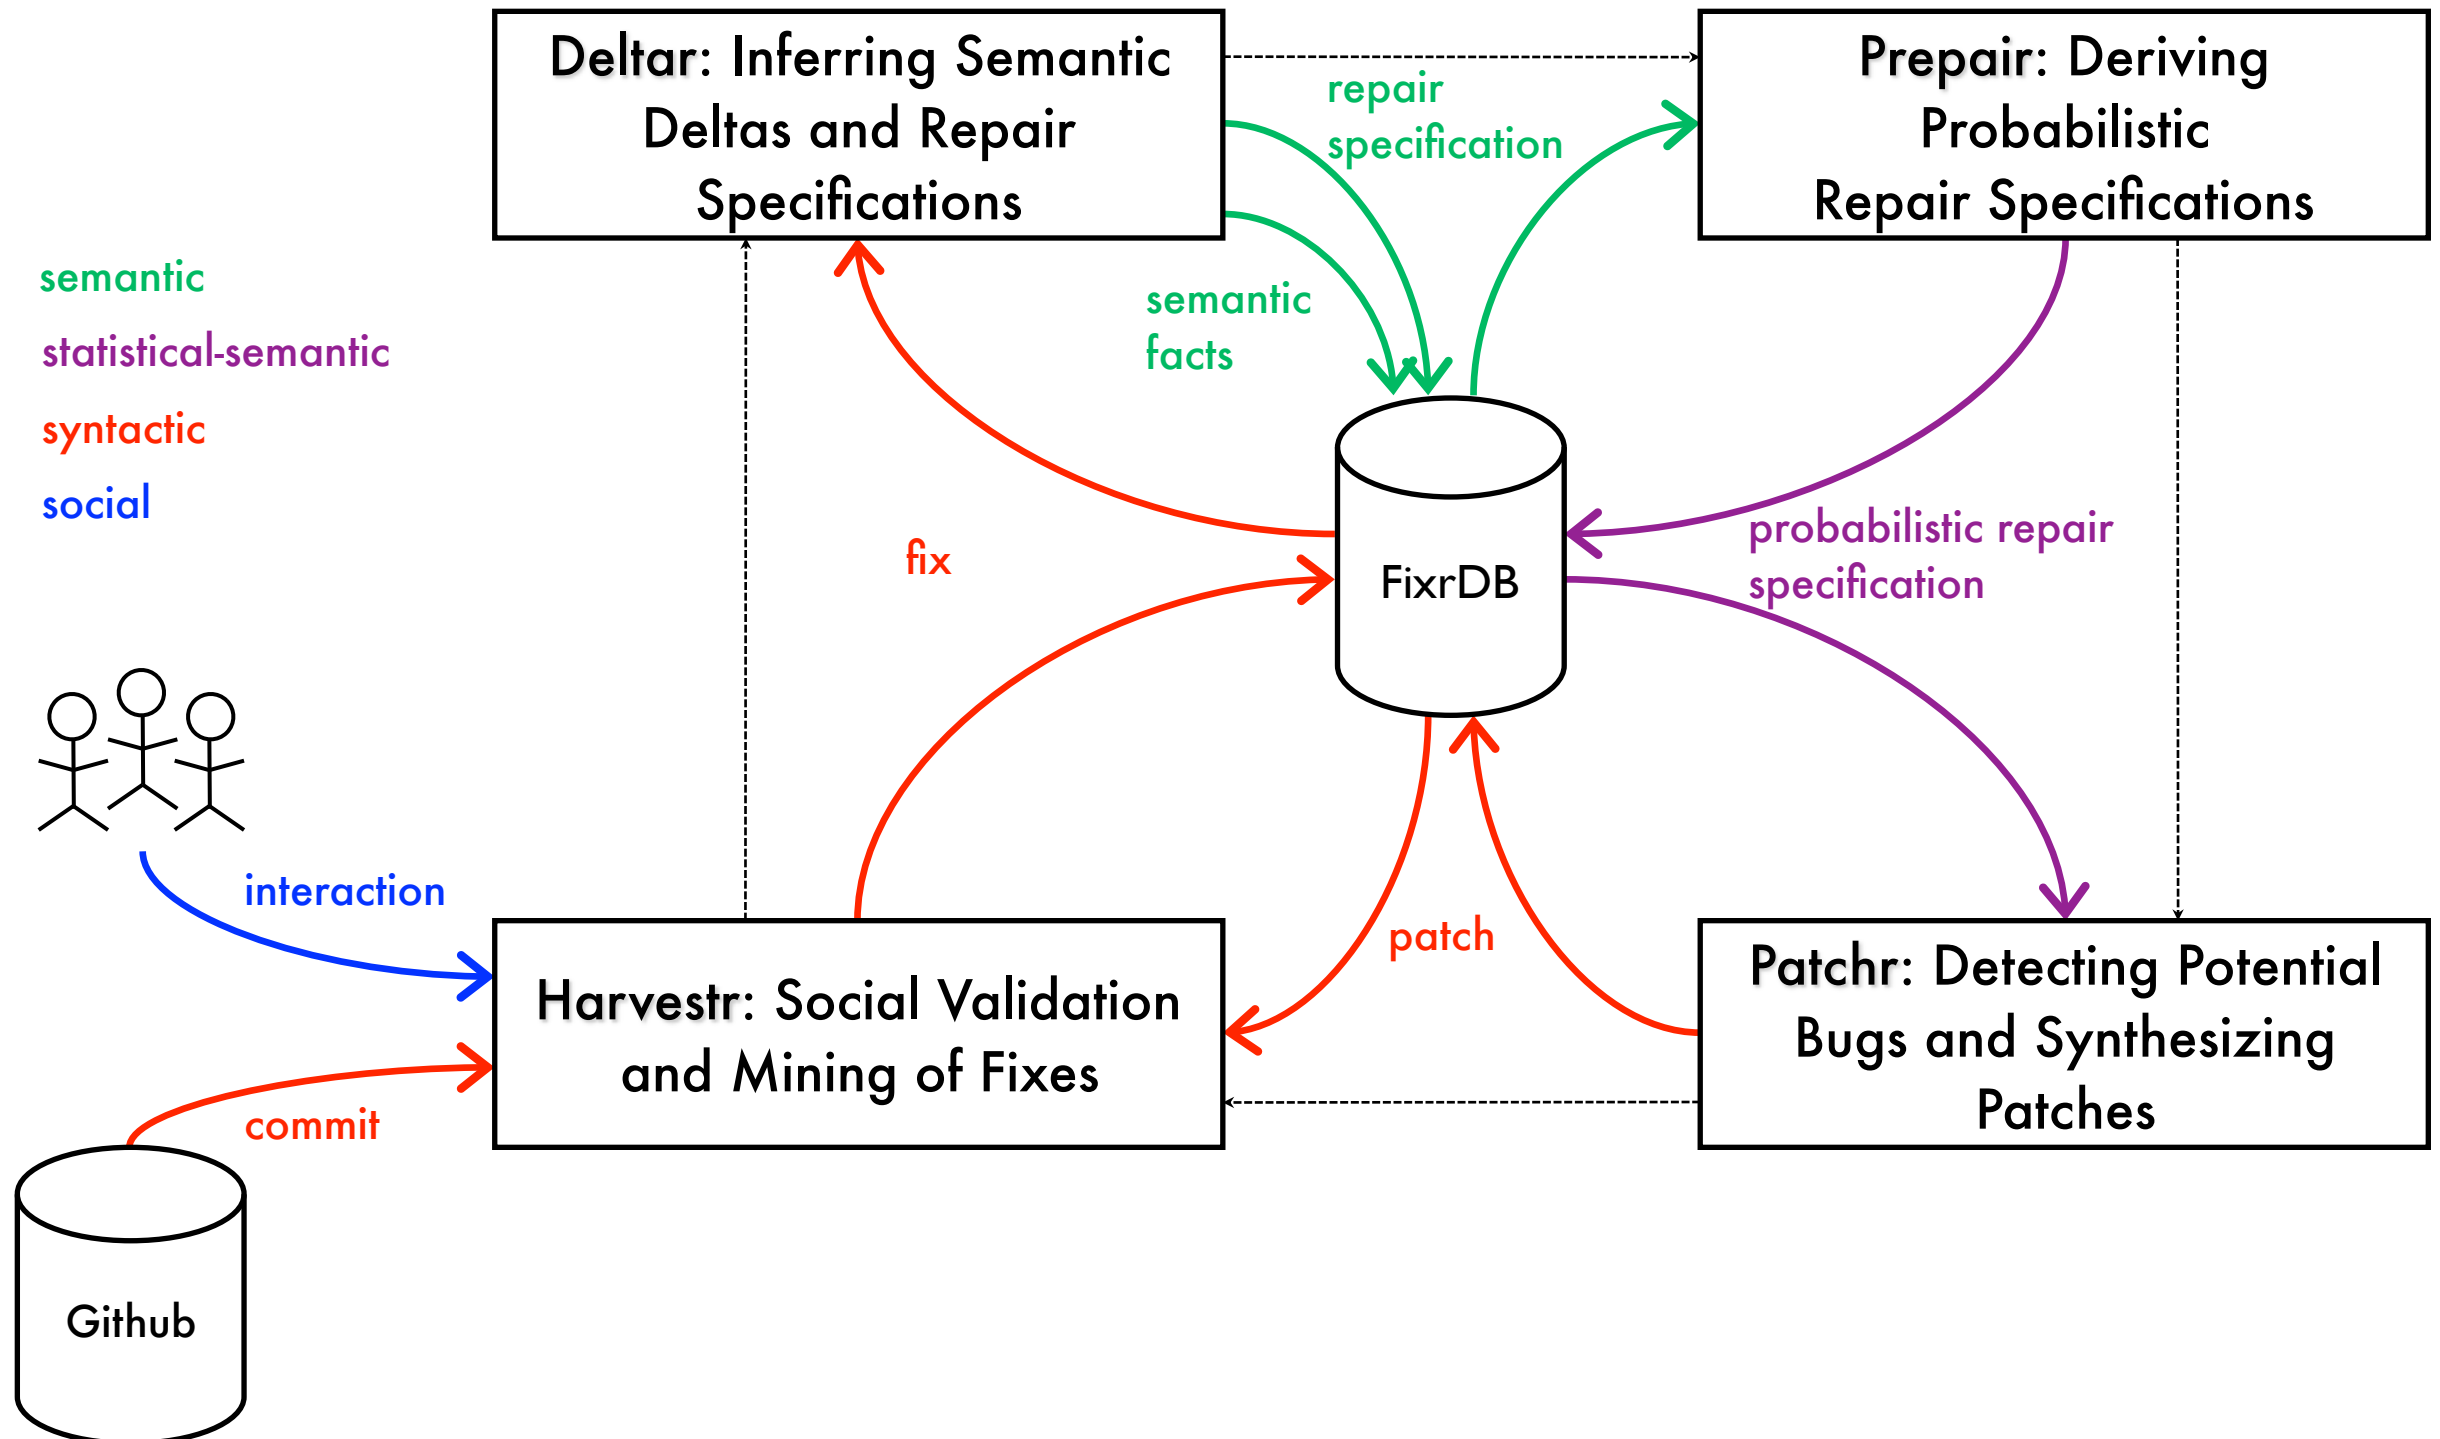 Deltar: Inferring Semantic
Deltas and Repair
Specifications
Prepair: Deriving
Probabilistic
Repair Specifications
repair
specification
semantic
statistical-semantic
syntactic
social
semantic
facts
fix
FixrDB
probabilistic repair
specification
interaction
patch
Harvestr: Social Validation
and Mining of Fixes
Patchr: Detecting Potential
Bugs and Synthesizing
Patches
commit
Github